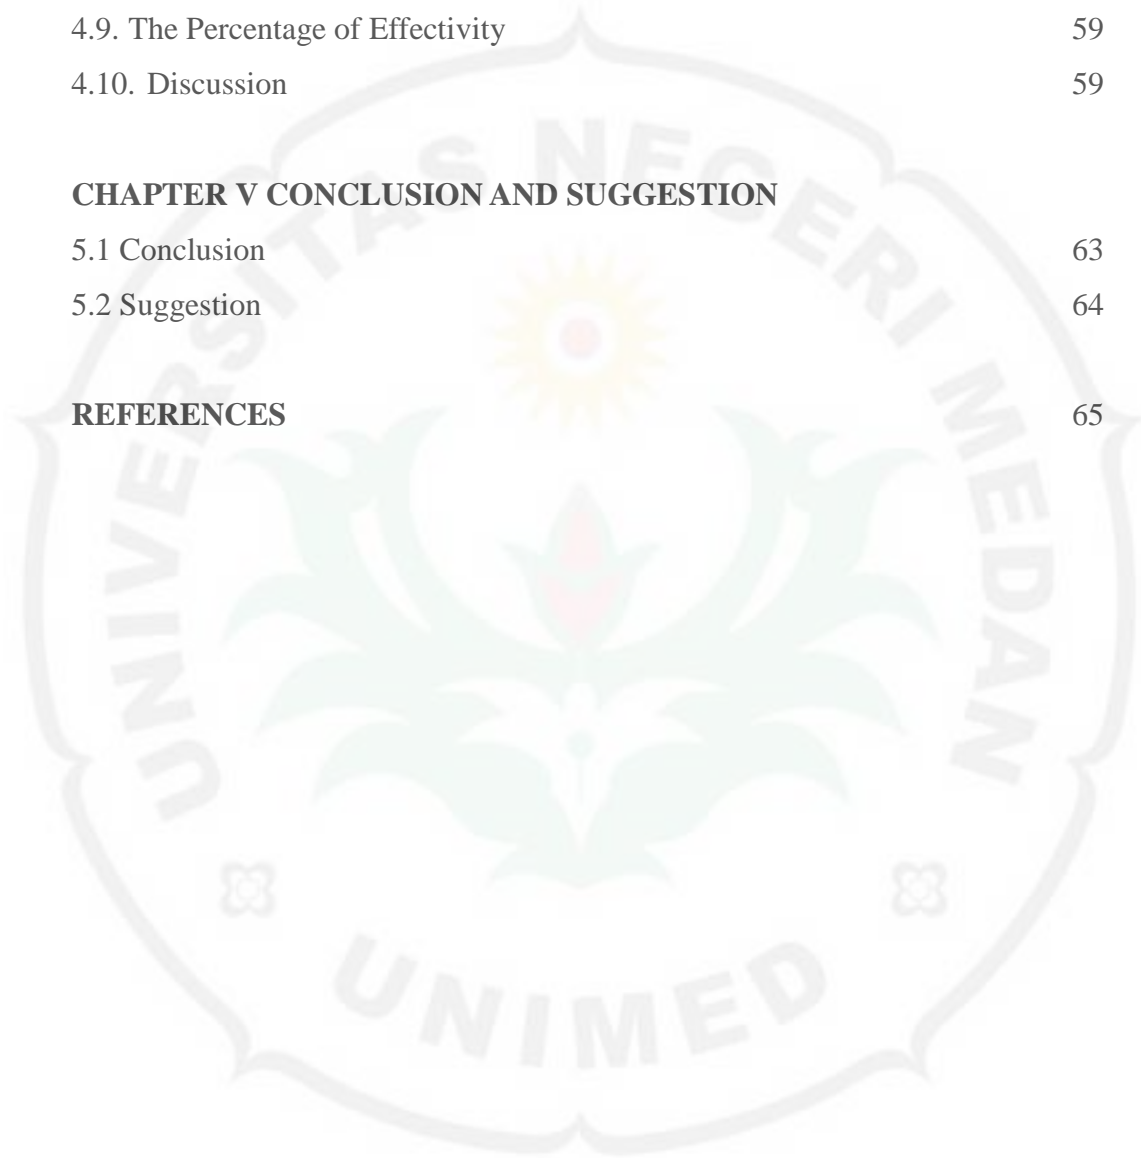 4.9. The Percentage of Effectivity 59
4.10. Discussion 59
CHAPTER V CONCLUSION AND SUGGESTION
5.1 Conclusion 63
5.2 Suggestion 64
REFERENCES 65
UNIVERSITAS NEGERI MEDAN
UNIMED